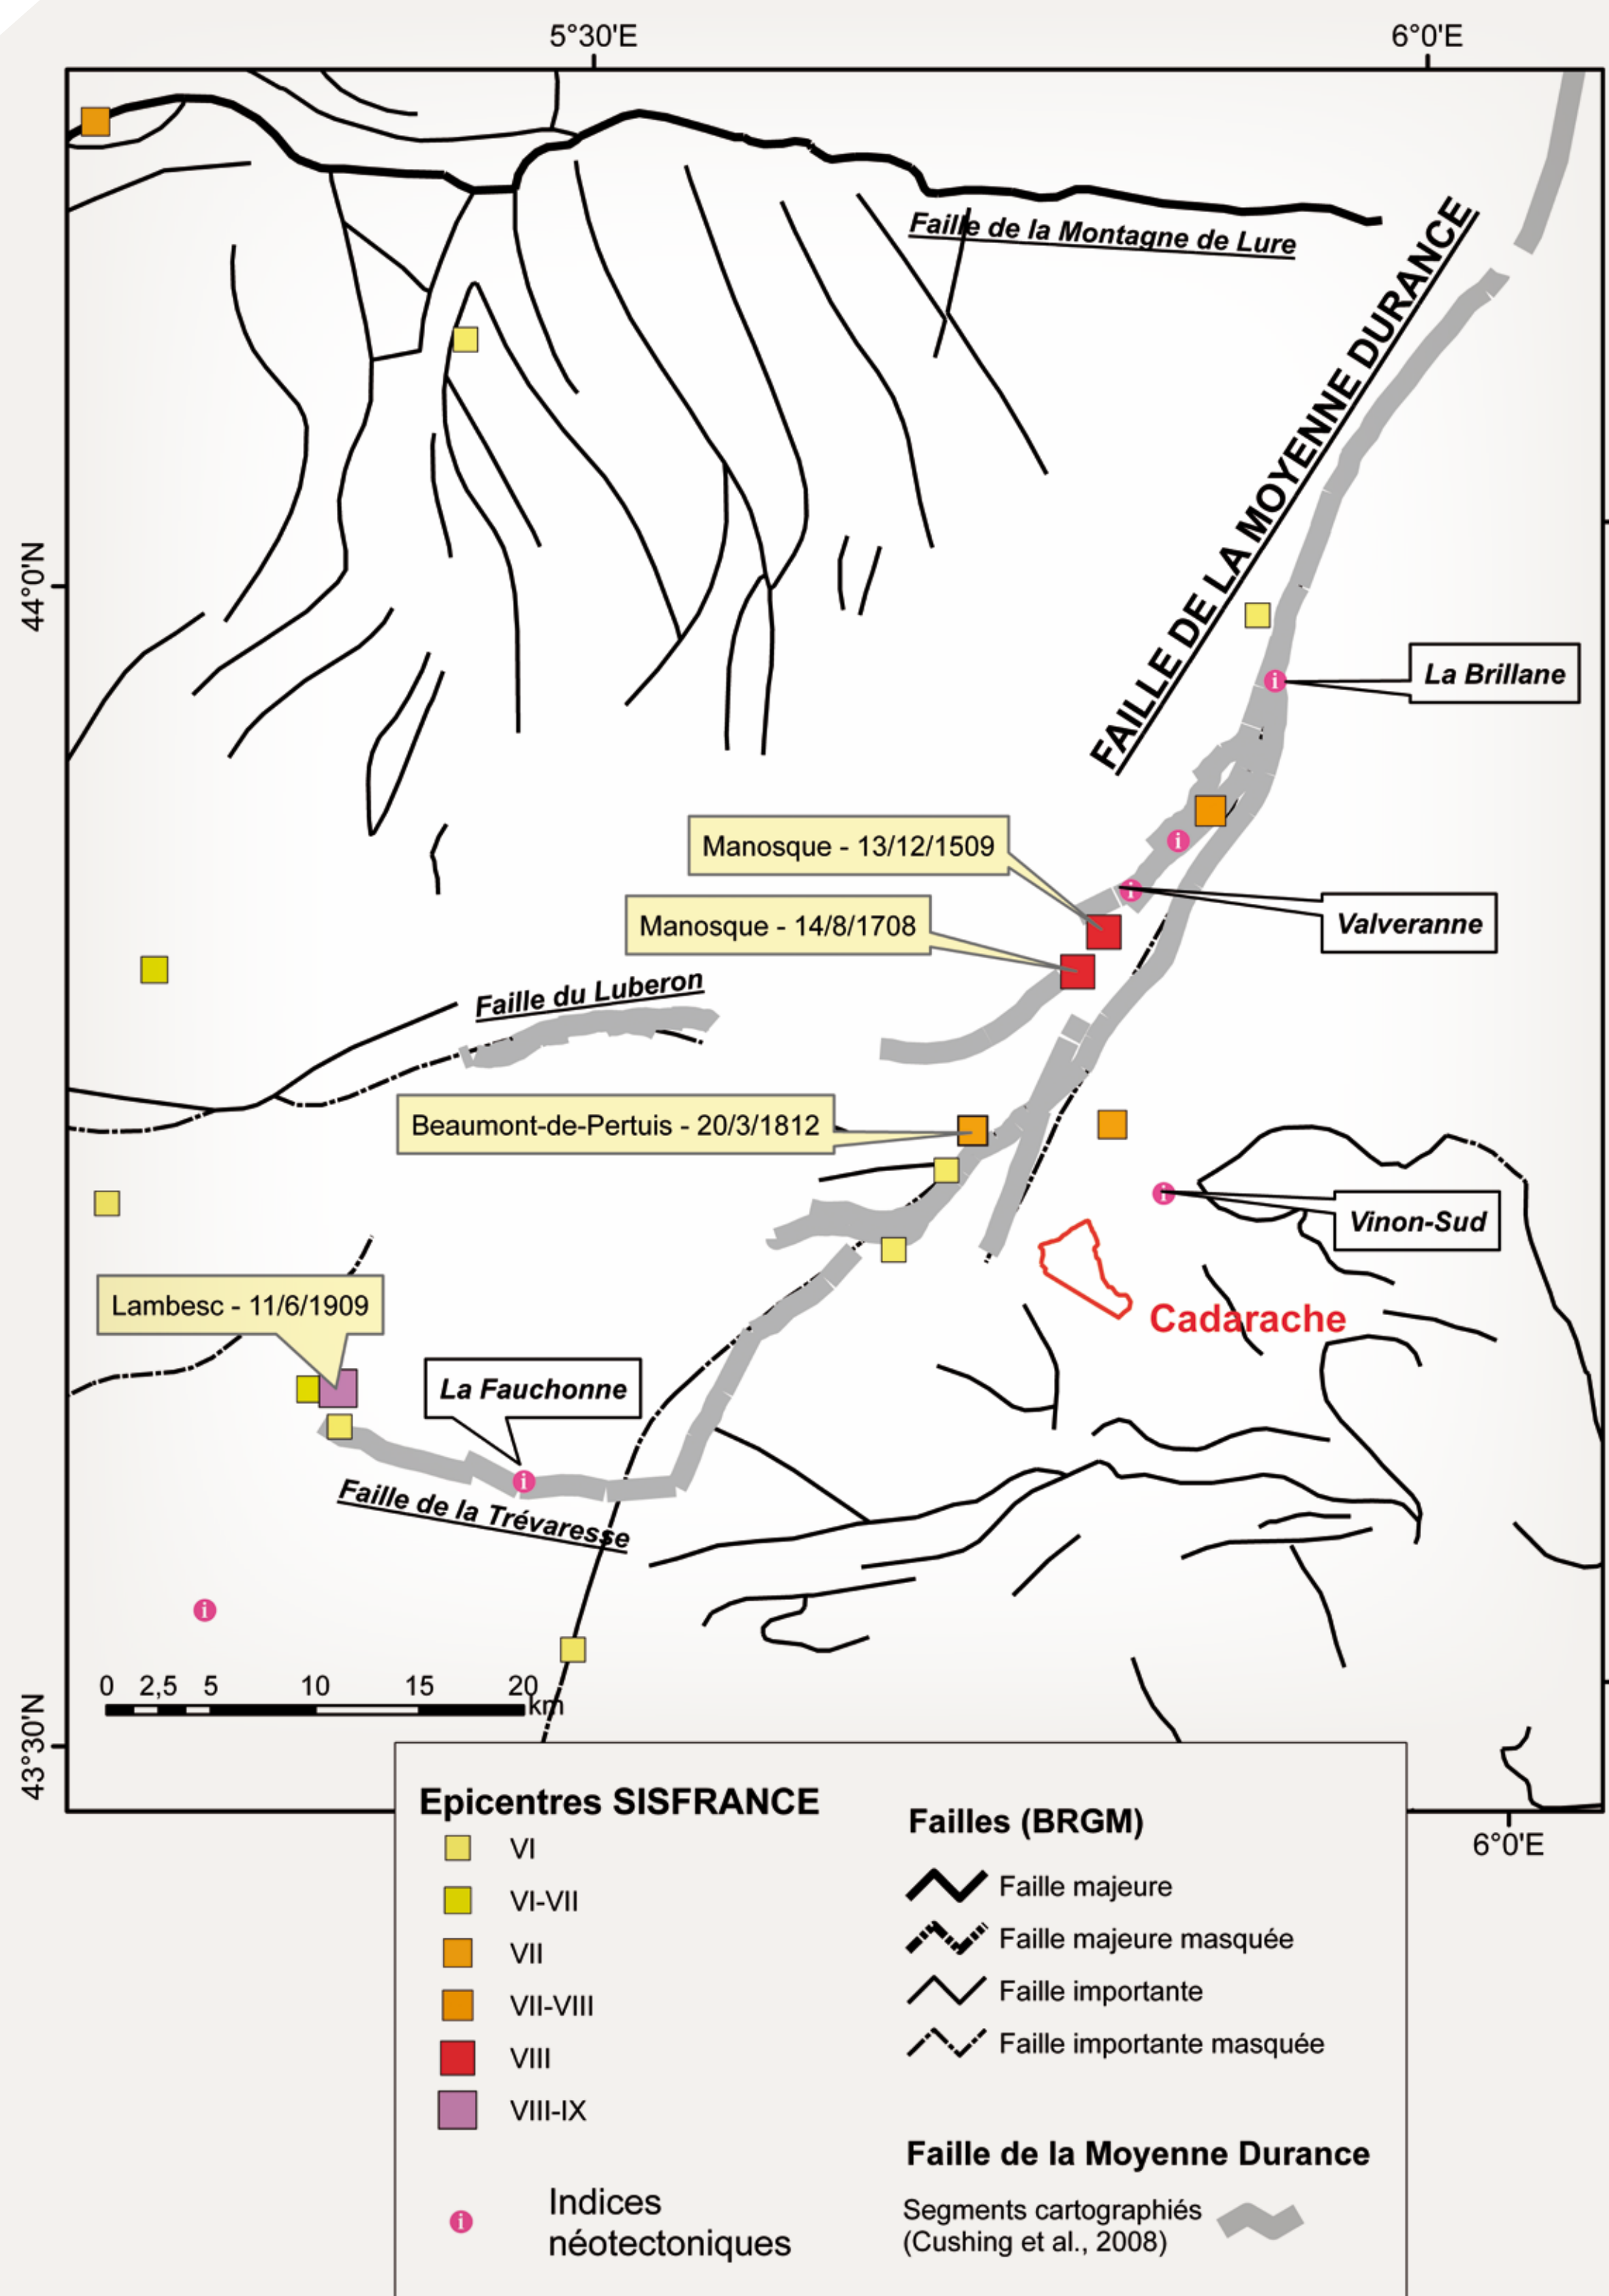 5°30'E
6°0'E
Faille de la Montagne de Lure
FAILLE DE LA MOYENNE DURANCE
44°0'N
i
La Brillane
Manosque - 13/12/1509
i
i
Valveranne
Manosque - 14/8/1708
Faille du Luberon
Beaumont-de-Pertuis - 20/3/1812
i
Vinon-Sud
Lambesc - 11/6/1909
Cadarache
La Fauchonne
i
Faille de la Trévaresse
i
0 2,5 5 10 15 20
km
43°30'N
6°0'E
Epicentres SISFRANCE
VI
VI-VII
VII
VII-VIII
VIII
VIII-IX
i
Indices
néotectoniques
Failles (BRGM)
Faille majeure
Faille majeure masquée
Faille importante
Faille importante masquée
Faille de la Moyenne Durance
Segments cartographiés
(Cushing et al., 2008)